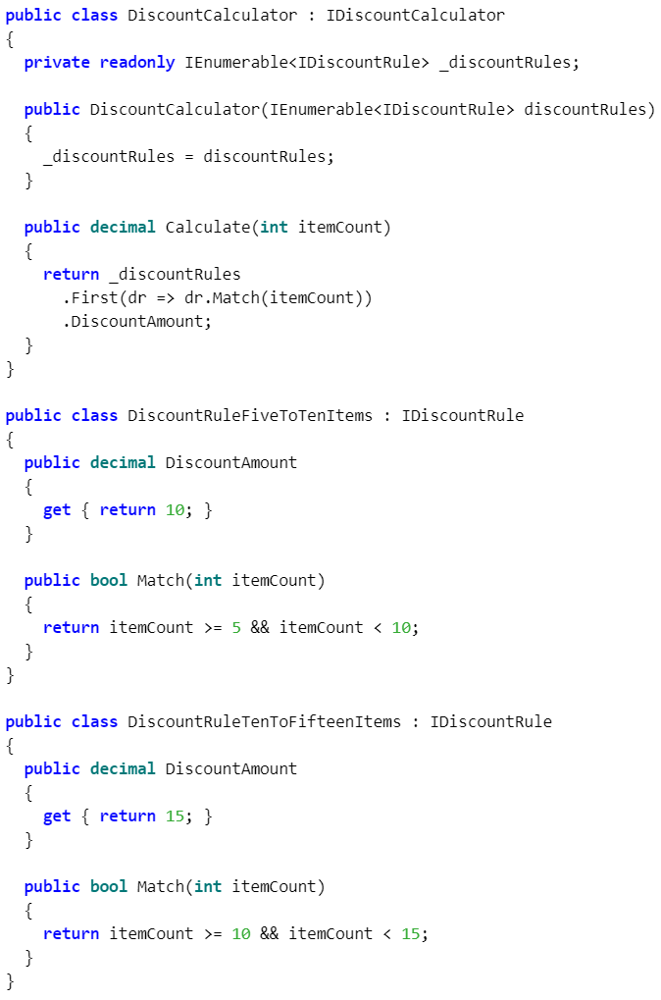 public class DiscountCalculator : IDiscountCalculator
{
  private readonly IEnumerable<IDiscountRule> _discountRules;

  public DiscountCalculator(IEnumerable<IDiscountRule> discountRules)
  {
    _discountRules = discountRules;
  }

  public decimal Calculate(int itemCount)
  {
    return _discountRules
      .First(dr => dr.Match(itemCount))
      .DiscountAmount;
  }
}

public class DiscountRuleFiveToTenItems : IDiscountRule
{
  public decimal DiscountAmount
  {
    get { return 10; }
  }

  public bool Match(int itemCount)
  {
    return itemCount >= 5 && itemCount < 10;
  }
}

public class DiscountRuleTenToFifteenItems : IDiscountRule
{
  public decimal DiscountAmount
  {
    get { return 15; }
  }

  public bool Match(int itemCount)
  {
    return itemCount >= 10 && itemCount < 15;
  }
}